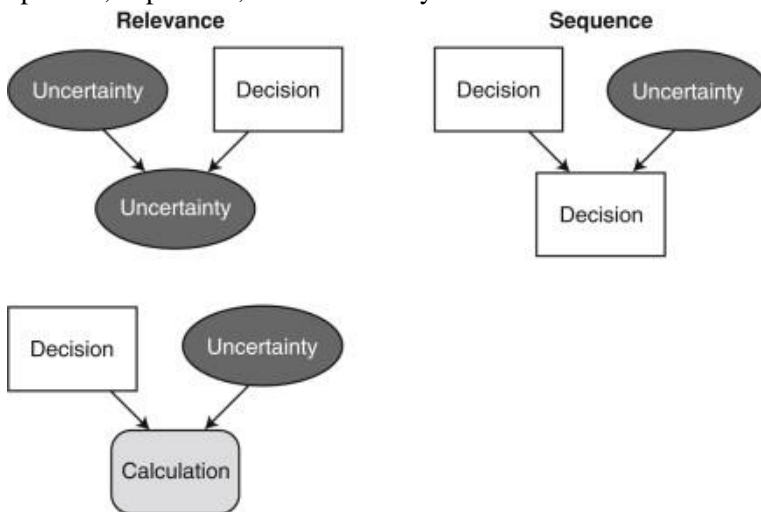 Relevance
Sequence
Uncertainty
Decision
Decision
Uncertainty
Uncertainty
Decision
Decision
Uncertainty
Calculation